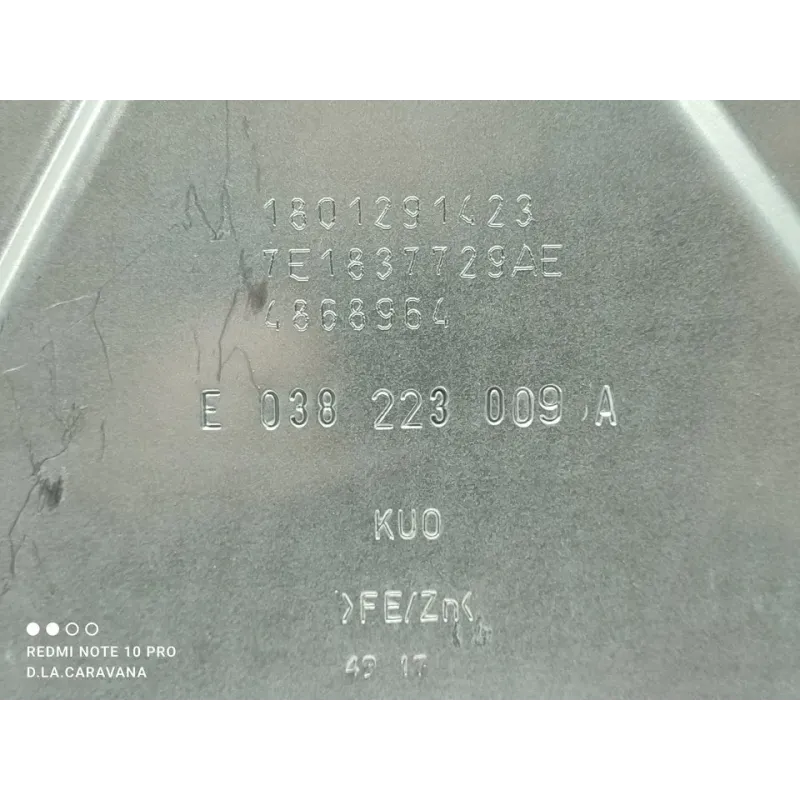 1801291423
7E1837729AE
4868964
E 038 223 009 A
KUO
>FE/Zn<
49 17
REDMI NOTE 10 PRO
D.LA.CARAVANA